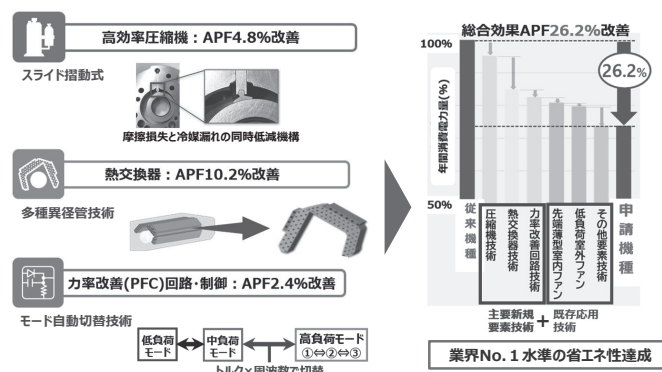 高効率圧縮機：APF4.8%改善
スライド摺動式
摩擦損失と冷媒漏れの同時低減機構
熱交換器：APF10.2%改善
多種異径管技術
力率改善(PFC)回路・制御：APF2.4%改善
モード自動切替技術
低負荷
モード
中負荷
モード
高負荷モード
①⇔②⇔③
トルク×周波数で切替
総合効果APF26.2%改善
100%
26.2%
年間消費電力量(%)
50%
従来機種
圧縮機技術
熱交換器技術
力率改善回路技術
先端薄型室内ファン
低負荷室外ファン
その他要素技術
申請機種
主要新規
要素技術
+
既存応用
技術
業界No.1水準の省エネ性達成